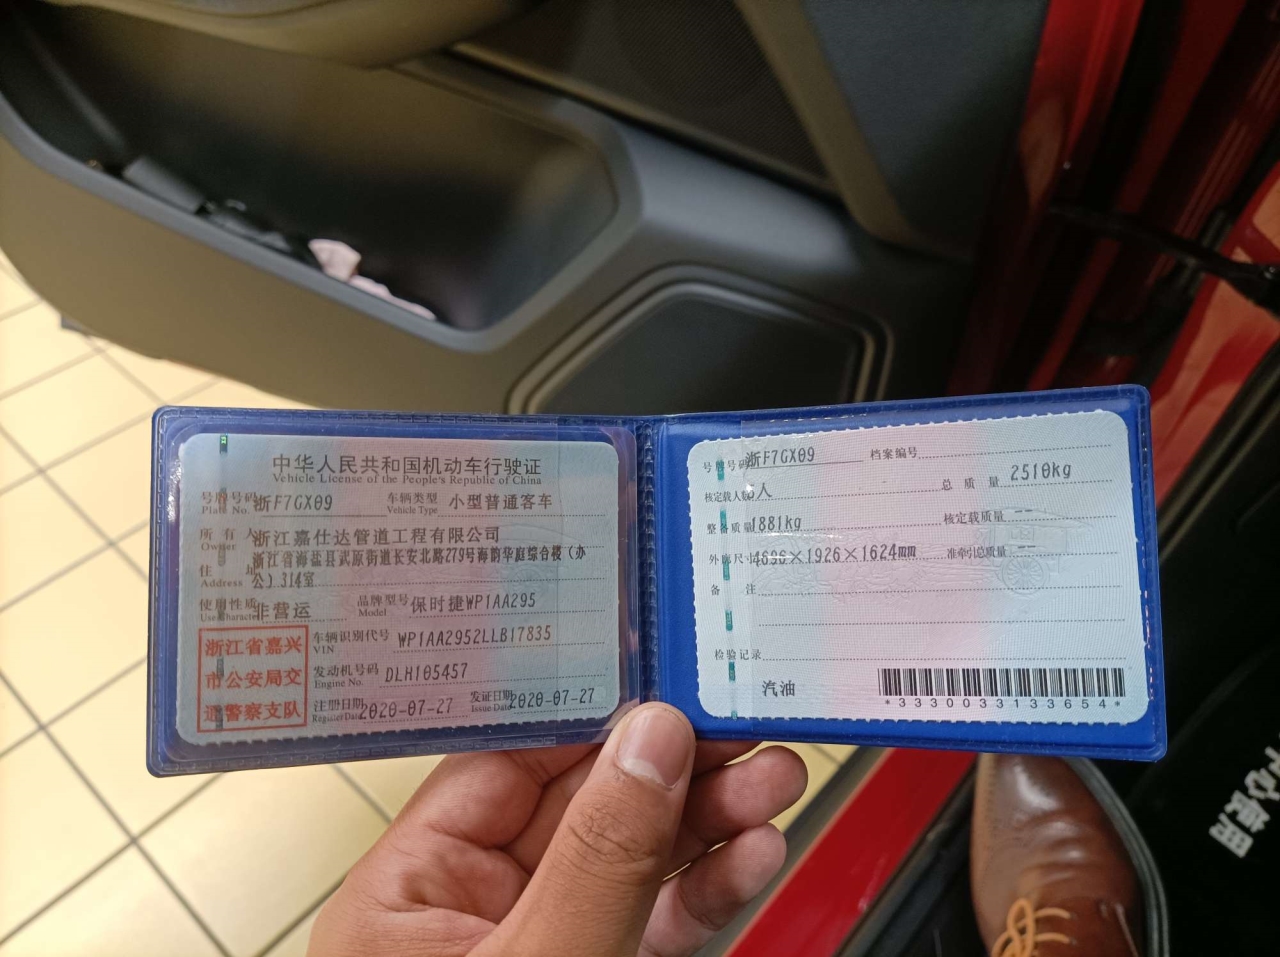 中华人民共和国机动车行驶证
Vehicle License of the People's Republic of China
号牌号码 浙F7GX09 车辆类型 小型普通客车
Plate No. Vehicle Type
所有人 浙江嘉仕达管道工程有限公司
Owner
住址 浙江省海盐县武原街道长安北路279号海韵华庭综合楼（办
Address 公）314室
使用性质 非营运 品牌型号 保时捷WP1AA295
Use Character Model
浙江省嘉兴
市公安局交
通警察支队
车辆识别代号 WP1AA2952LLB17835
VIN
发动机号码 DLH105457
Engine No.
注册日期 2020-07-27 发证日期 2020-07-27
Register Date Issue Date
号牌号码 浙F7GX09 档案编号
核定载人数 人 总质量 2510kg
整备质量 1881kg 核定载质量 --
外廓尺寸 4696×1926×1624mm 准牵引总质量 --
备注
检验记录
汽油
*3330033133654*